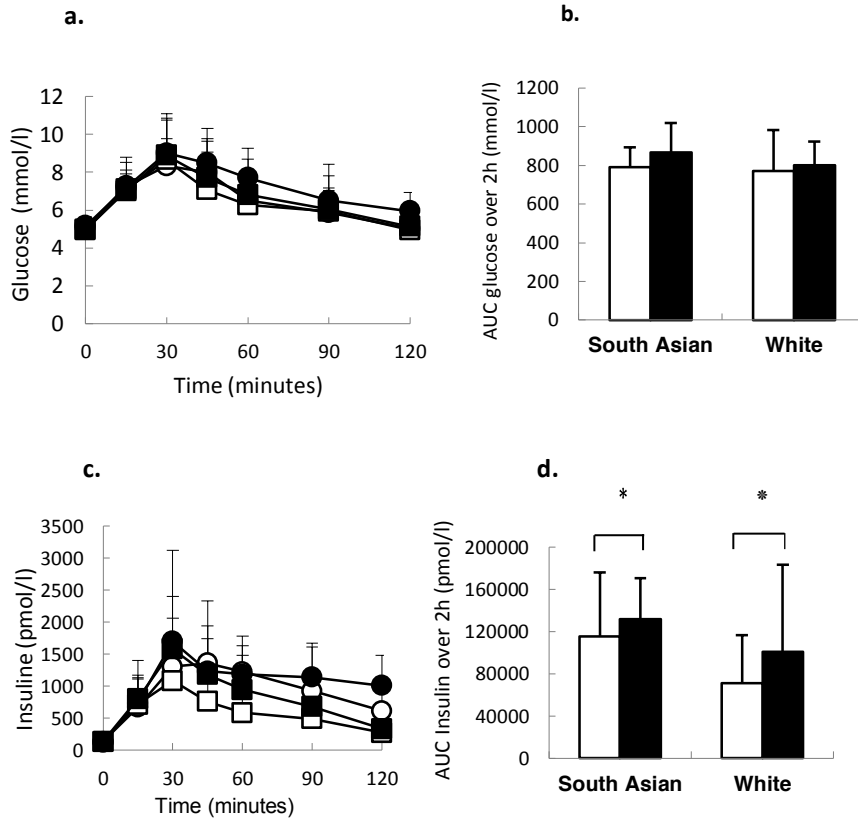 a.
Glucose (mmol/l)
12
10
8
6
4
2
0
0 30 60 90 120
Time (minutes)
b.
AUC glucose over 2h (mmol/l)
1200
1000
800
600
400
200
0
South Asian White
c.
Insuline (pmol/l)
3500
3000
2500
2000
1500
1000
500
0
0 30 60 90 120
Time (minutes)
d.
* *
AUC Insulin over 2h (pmol/l)
200000
160000
120000
80000
40000
0
South Asian White